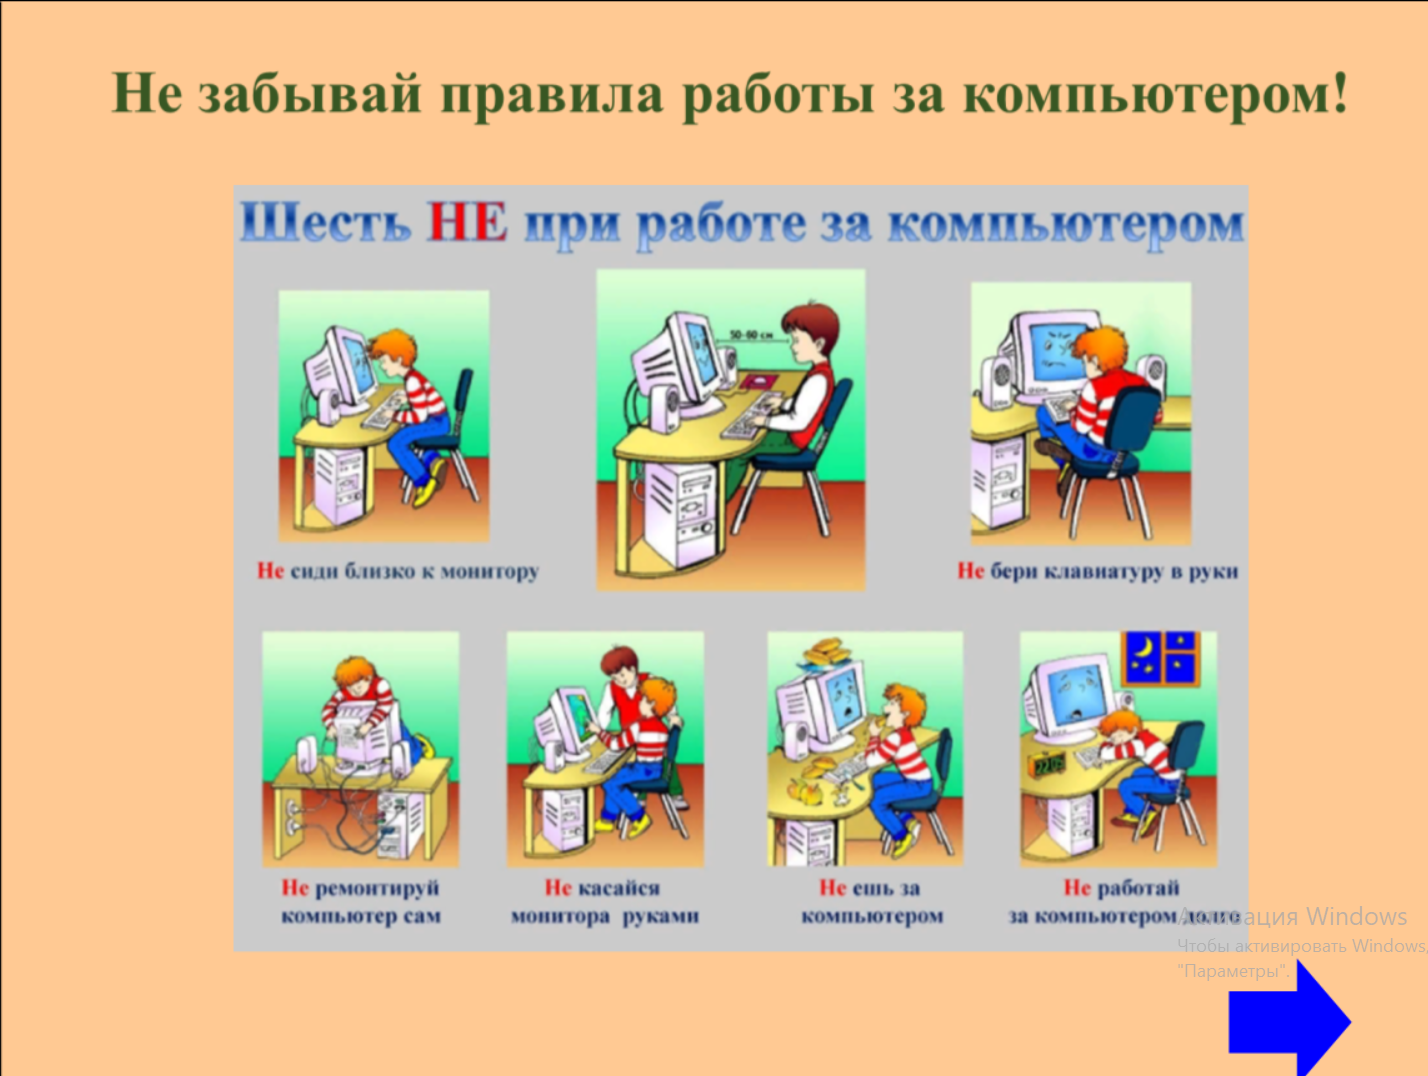 Не забывай правила работы за компьютером!
Шесть НЕ при работе за компьютером
50-60 см
Не сиди близко к монитору
Не бери клавиатуру в руки
22 05
Не ремонтируй
компьютер сам
Не касайся
монитора руками
Не ешь за
компьютером
Не работай
за компьютером долго
Активация Windows
Чтобы активировать Windows,
"Параметры".